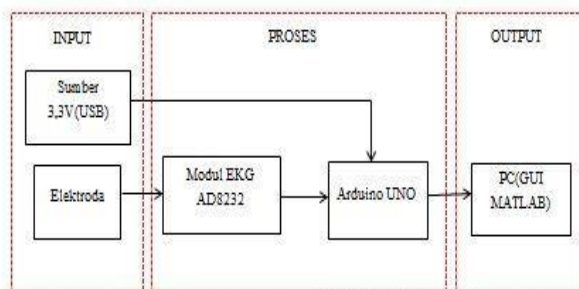 INPUT
PROSES
OUTPUT
Sumber
3,3V(USB)
Elektroda
Modul EKG
AD8232
Arduino UNO
PC(GUI
MATLAB)